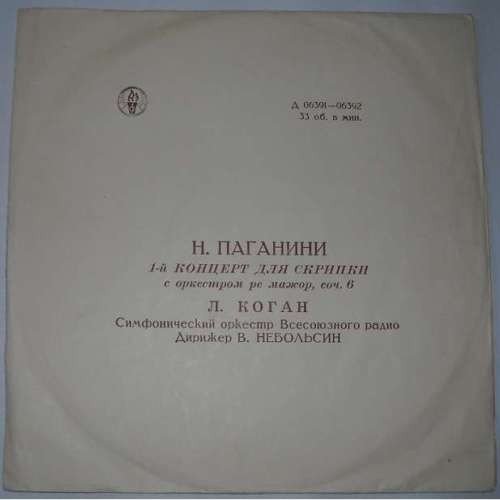 Д 06391—06392
33 об. в мин.
Н. ПАГАНИНИ
1-й КОНЦЕРТ ДЛЯ СКРИПКИ
с оркестром ре мажор, соч. 6
Л. КОГАН
Симфонический оркестр Всесоюзного радио
Дирижер В. НЕБОЛЬСИН